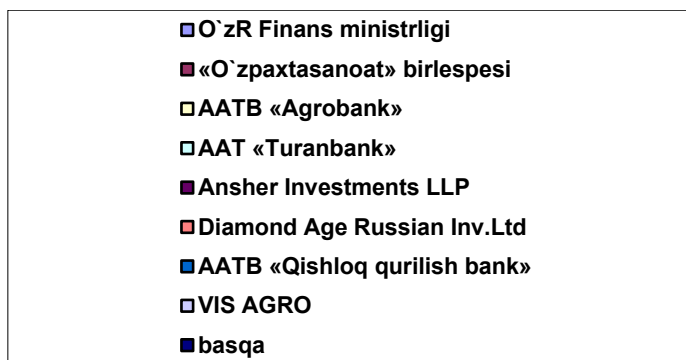 O`zR Finans ministrligi
«O`zpaxtasanoat» birlespesi
AATB «Agrobank»
AAT «Turanbank»
Ansher Investments LLP
Diamond Age Russian Inv.Ltd
AATB «Qishloq qurilish bank»
VIS AGRO
basqa